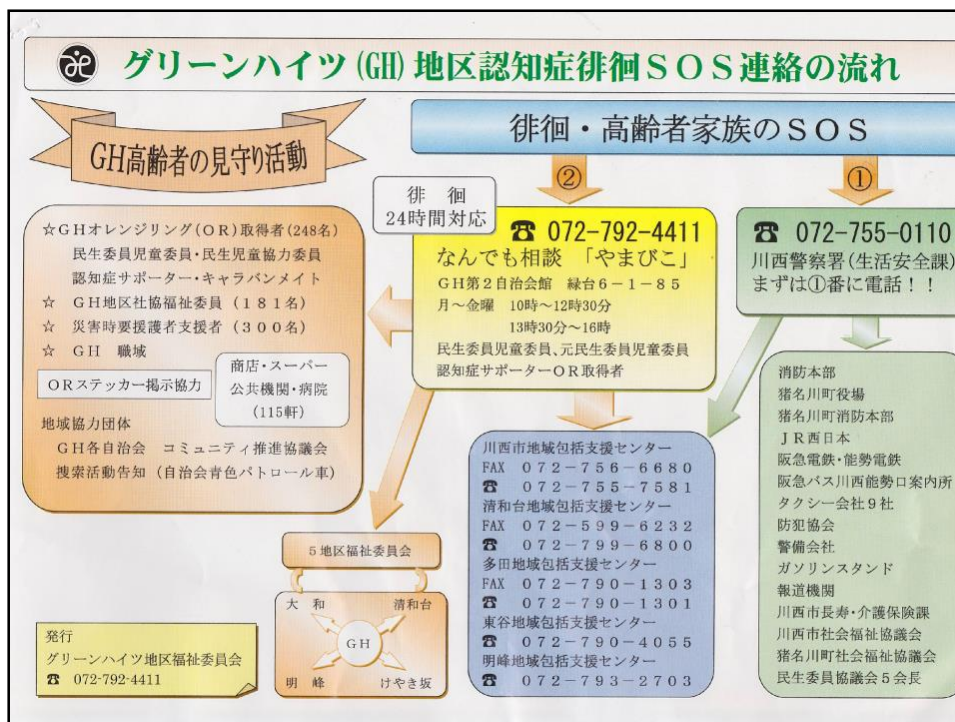 グリーンハイツ(GH)地区認知症徘徊SOS連絡の流れ
GH高齢者の見守り活動
徘徊・高齢者家族のSOS
②
①
徘 徊
24時間対応
☆GHオレンジリング(OR)取得者(248名)
民生委員児童委員・民生児童協力委員
認知症サポーター・キャラバンメイト
☆ GH地区社協福祉委員(181名)
☆ 災害時要援護者支援者(300名)
☆ GH 職域
ORステッカー掲示協力
商店・スーパー
公共機関・病院
(115軒)
地域協力団体
GH各自治会 コミュニティ推進協議会
捜索活動告知(自治会青色パトロール車)
☎ 072-792-4411
なんでも相談 「やまびこ」
GH第2自治会館 緑台6-1-85
月～金曜 10時～12時30分
13時30分～16時
民生委員児童委員、元民生委員児童委員
認知症サポーターOR取得者
☎ 072-755-0110
川西警察署(生活安全課)
まずは①番に電話!!
川西市地域包括支援センター
FAX 072-756-6680
☎ 072-755-7581
清和台地域包括支援センター
FAX 072-599-6232
☎ 072-799-6800
多田地域包括支援センター
FAX 072-790-1303
☎ 072-790-1301
東谷地域包括支援センター
☎ 072-790-4055
明峰地域包括支援センター
☎ 072-793-2703
消防本部
猪名川町役場
猪名川町消防本部
JR西日本
阪急電鉄・能勢電鉄
阪急バス川西能勢口案内所
タクシー会社9社
防犯協会
警備会社
ガソリンスタンド
報道機関
川西市長寿・介護保険課
川西市社会福祉協議会
猪名川町社会福祉協議会
民生委員協議会5会長
5地区福祉委員会
大 和 清和台
GH
明 峰 けやき坂
発行
グリーンハイツ地区福祉委員会
☎ 072-792-4411